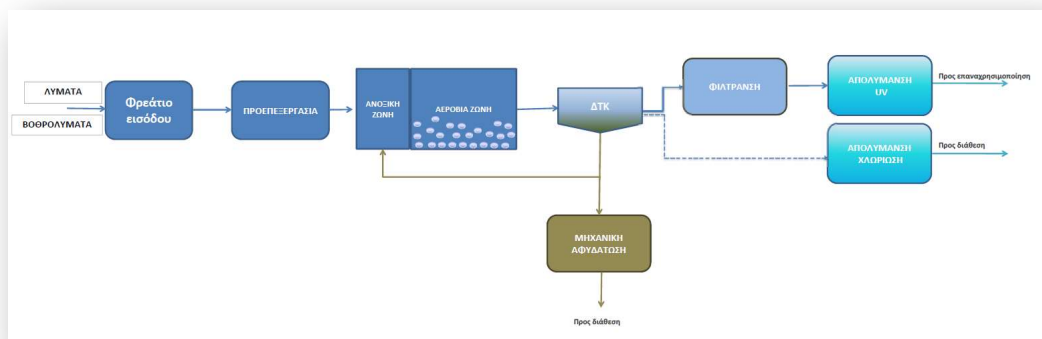 ΛΥΜΑΤΑ
ΒΟΘΡΟΛΥΜΑΤΑ
Φρεάτιο
εισόδου
ΠΡΟΕΠΕΞΕΡΓΑΣΙΑ
ΑΝΟΞΙΚΗ
ΖΩΝΗ
ΑΕΡΟΒΙΑ ΖΩΝΗ
ΔΤΚ
ΦΙΛΤΡΑΝΣΗ
ΑΠΟΛΥΜΑΝΣΗ
UV
Προς επαναχρησιμοποίηση
ΑΠΟΛΥΜΑΝΣΗ
ΧΛΩΡΙΩΣΗ
Προς διάθεση
ΜΗΧΑΝΙΚΗ
ΑΦΥΔΑΤΩΣΗ
Προς διάθεση